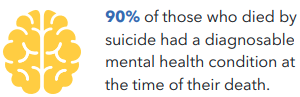 90% of those who died by
suicide had a diagnosable
mental health condition at
the time of their death.